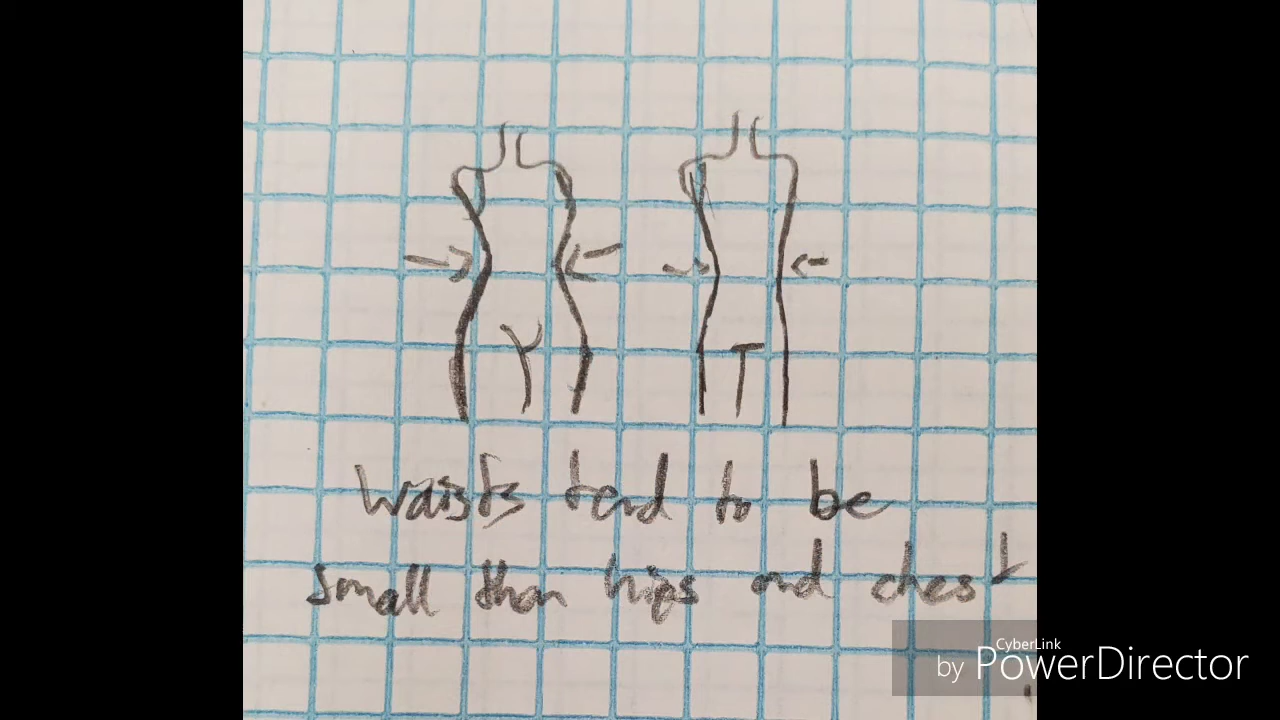 Waists tend to be
small than hips and chest
CyberLink
by PowerDirector